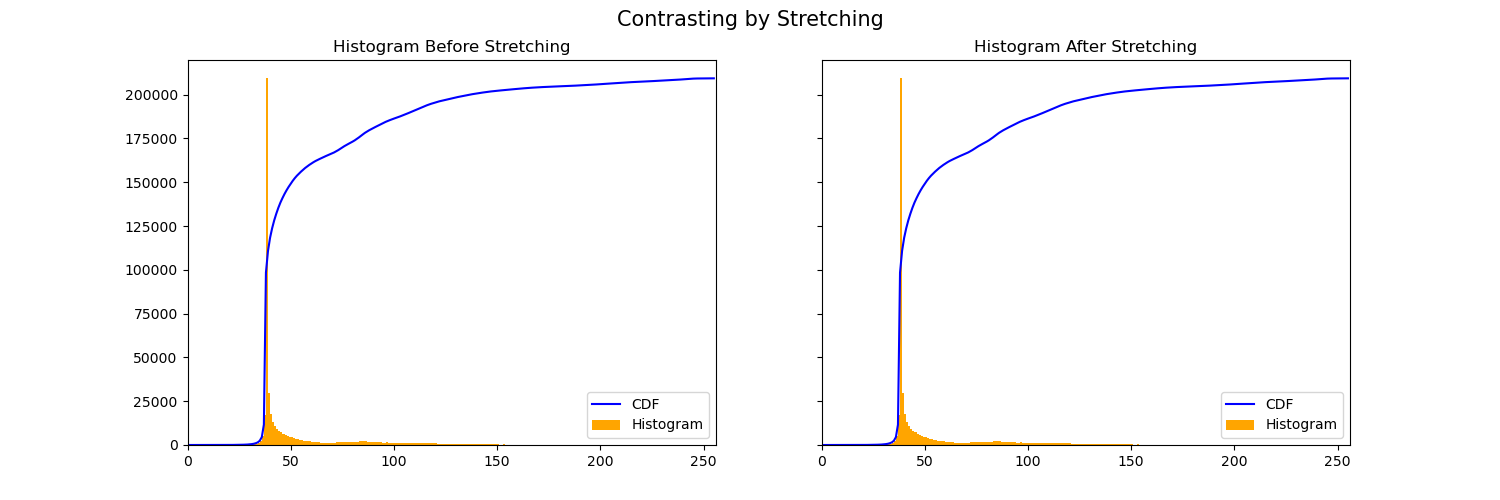 Contrasting by Stretching
Histogram Before Stretching
200000
175000
150000
125000
100000
75000
50000
25000
0
0 50 100 150 200 250
CDF
Histogram
Histogram After Stretching
0 50 100 150 200 250
CDF
Histogram